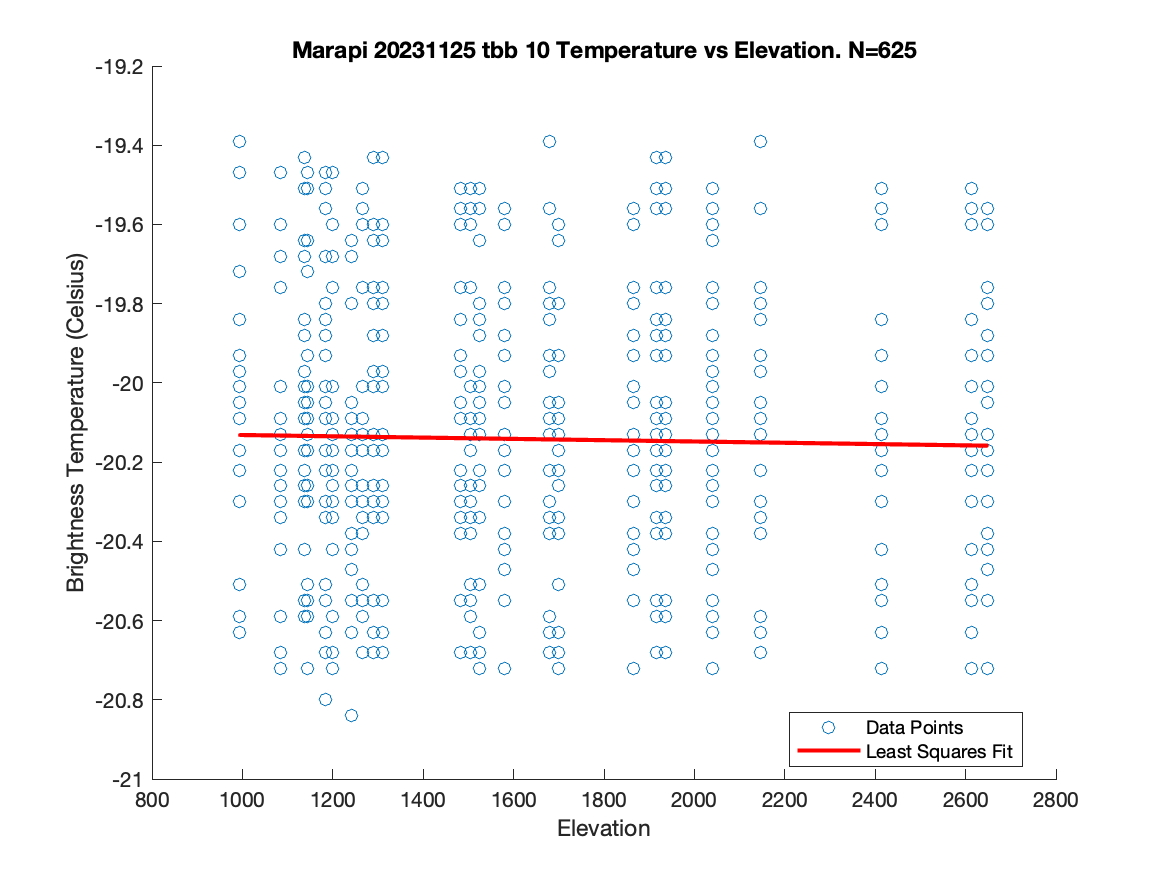 Marapi 20231125 tbb 10 Temperature vs Elevation. N=625
-19.2
-19.4
-19.6
-19.8
-20
-20.2
-20.4
-20.6
-20.8
-21
Brightness Temperature (Celsius)
Data Points
Least Squares Fit
800 1000 1200 1400 1600 1800 2000 2200 2400 2600 2800
Elevation